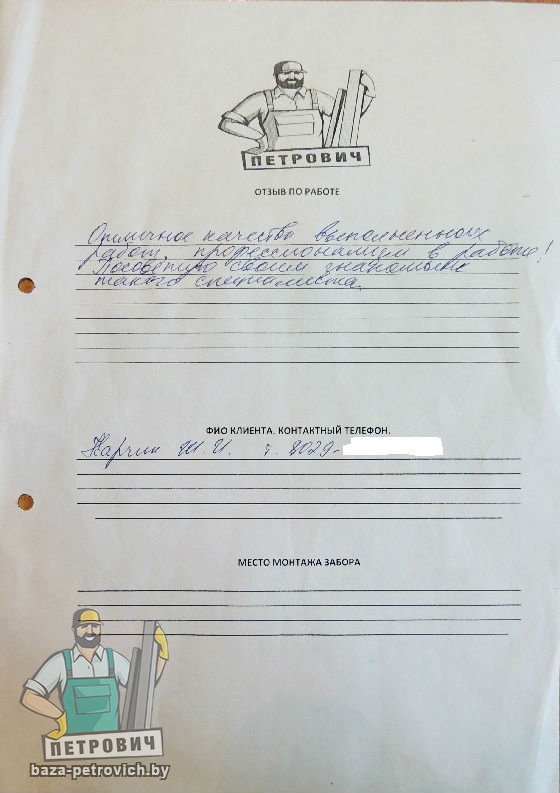 ПЕТРОВИЧ
ОТЗЫВ ПО РАБОТЕ
Отличное качество выполненных
работ. профессионализм в работе!
Посоветую своим знакомым
такого специалиста.
ФИО КЛИЕНТА. КОНТАКТНЫЙ ТЕЛЕФОН.
т. 8029-
МЕСТО МОНТАЖА ЗАБОРА
ПЕТРОВИЧ
baza-petrovich.by